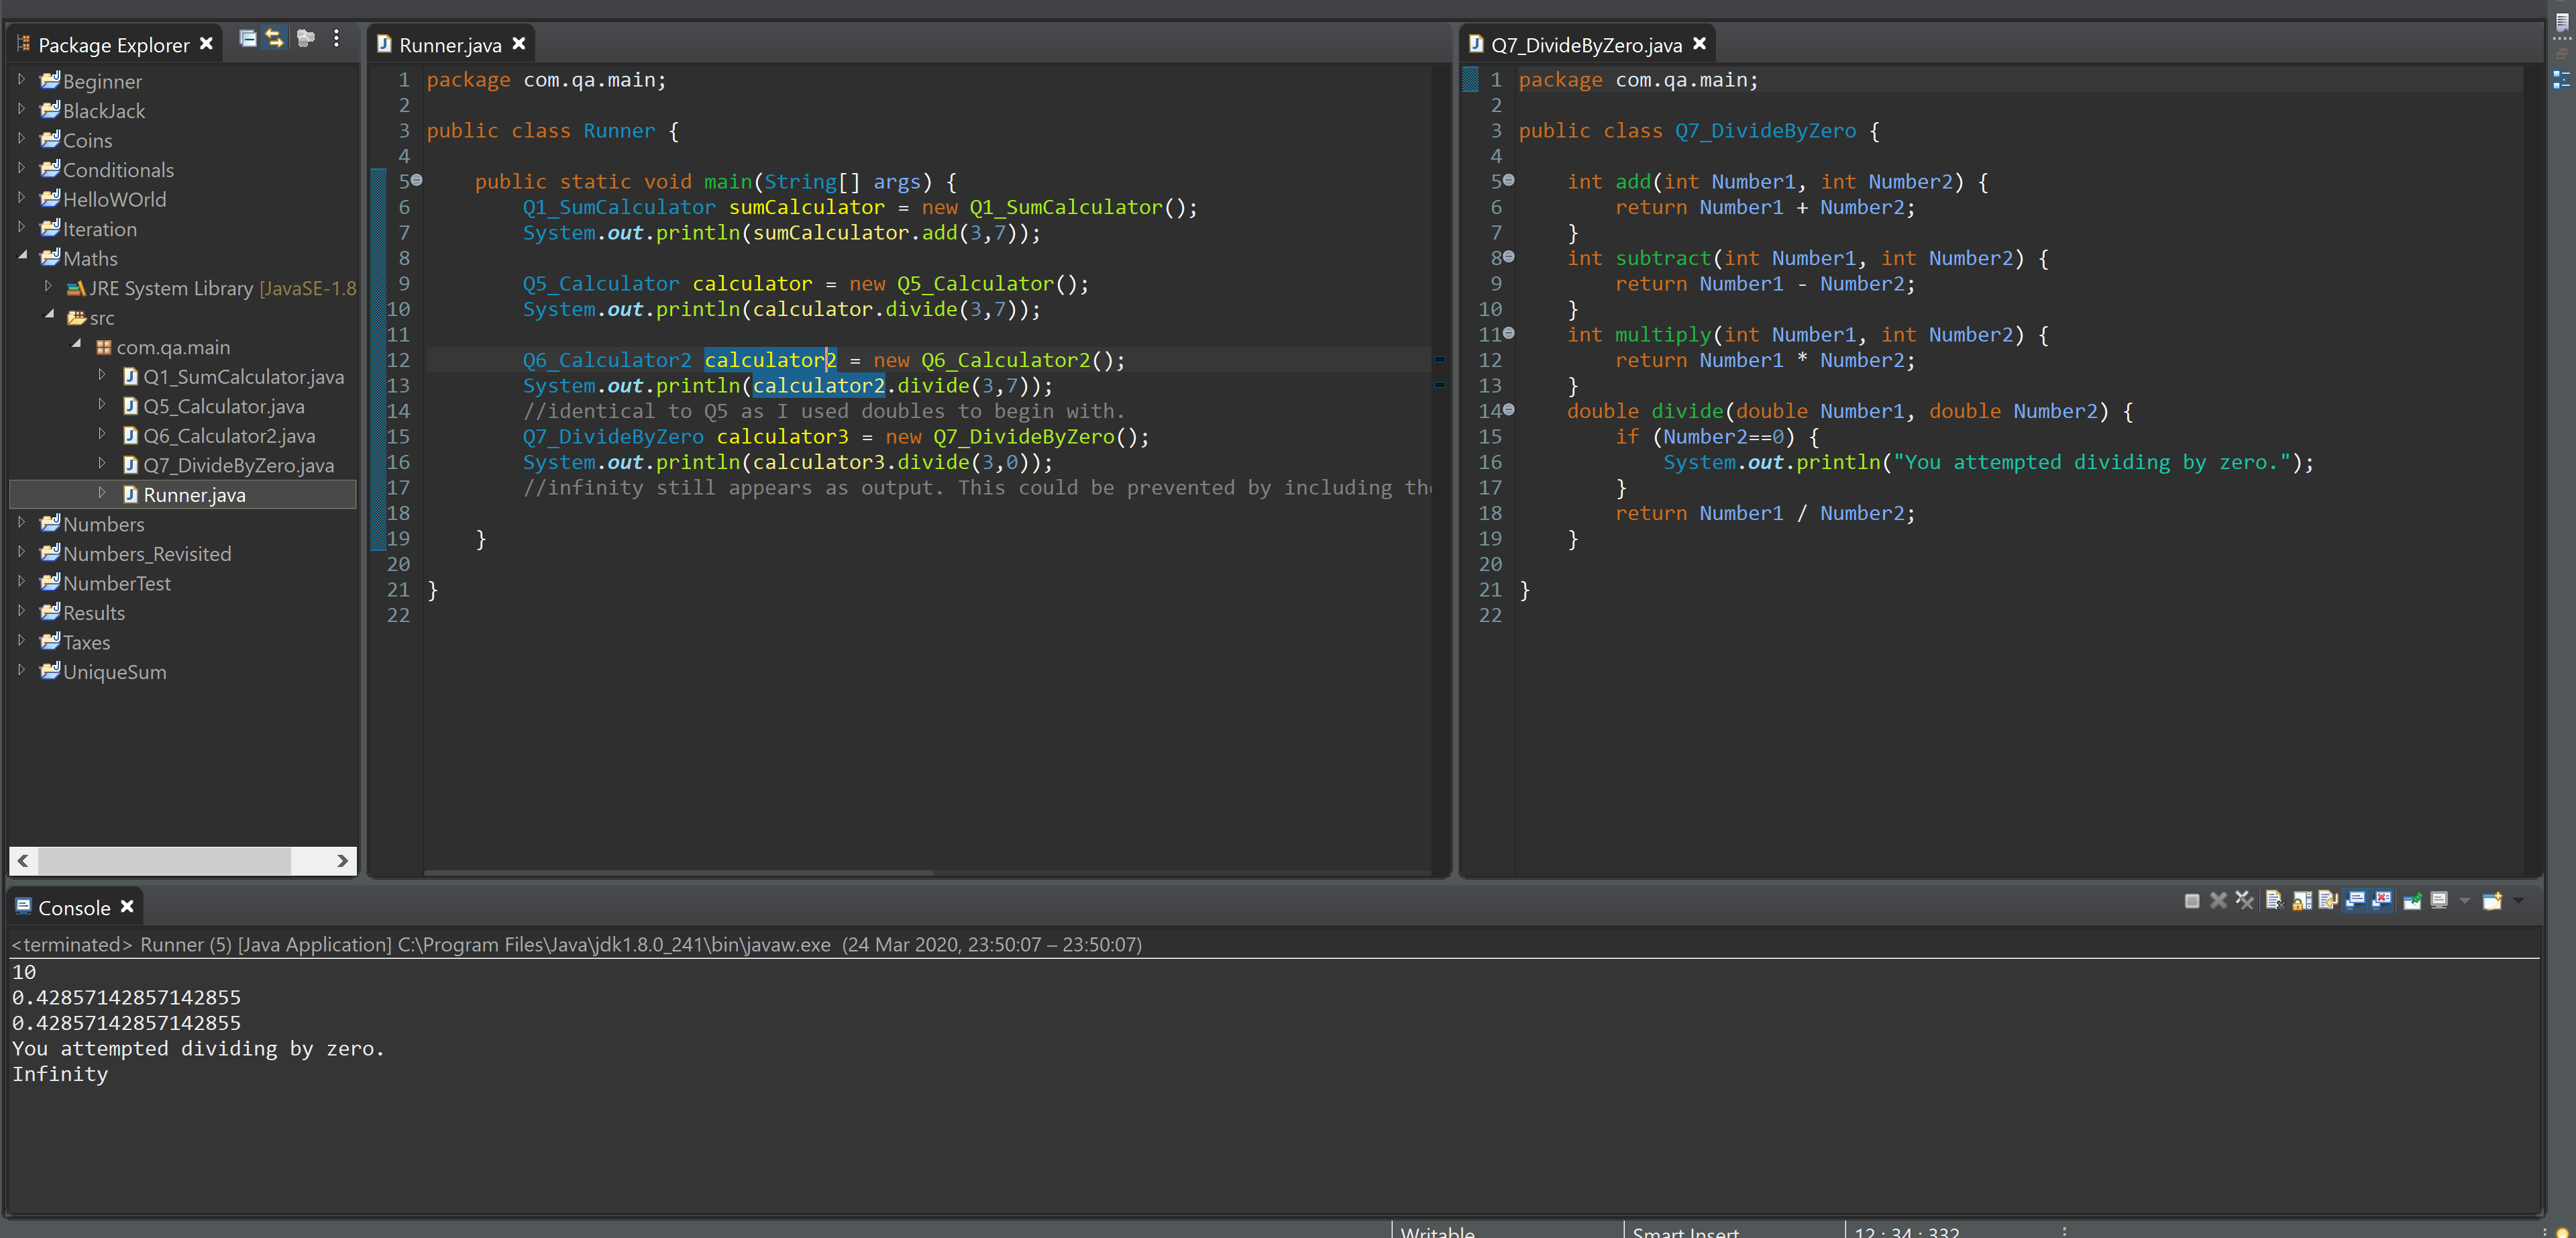 Package Explorer
Beginner
BlackJack
Coins
Conditionals
HelloWOrld
Iteration
Maths
JRE System Library [JavaSE-1.8
src
com.qa.main
Q1_SumCalculator.java
Q5_Calculator.java
Q6_Calculator2.java
Q7_DivideByZero.java
Runner.java
Numbers
Numbers_Revisited
NumberTest
Results
Taxes
UniqueSum
Runner.java
1 package com.qa.main;
2
3 public class Runner {
4
5 public static void main(String[] args) {
6 Q1_SumCalculator sumCalculator = new Q1_SumCalculator();
7 System.out.println(sumCalculator.add(3,7));
8
9 Q5_Calculator calculator = new Q5_Calculator();
10 System.out.println(calculator.divide(3,7));
11
12 Q6_Calculator2 calculator2 = new Q6_Calculator2();
13 System.out.println(calculator2.divide(3,7));
14 //identical to Q5 as I used doubles to begin with.
15 Q7_DivideByZero calculator3 = new Q7_DivideByZero();
16 System.out.println(calculator3.divide(3,0));
17 //infinity still appears as output. This could be prevented by including the
18
19 }
20
21 }
22
Q7_DivideByZero.java
1 package com.qa.main;
2
3 public class Q7_DivideByZero {
4
5 int add(int Number1, int Number2) {
6 return Number1 + Number2;
7 }
8 int subtract(int Number1, int Number2) {
9 return Number1 - Number2;
10 }
11 int multiply(int Number1, int Number2) {
12 return Number1 * Number2;
13 }
14 double divide(double Number1, double Number2) {
15 if (Number2==0) {
16 System.out.println("You attempted dividing by zero.");
17 }
18 return Number1 / Number2;
19 }
20
21 }
22
Console
<terminated> Runner (5) [Java Application] C:\Program Files\Java\jdk1.8.0_241\bin\javaw.exe (24 Mar 2020, 23:50:07 – 23:50:07)
10
0.42857142857142855
0.42857142857142855
You attempted dividing by zero.
Infinity
Writable
Smart Insert
12 : 34 : 332